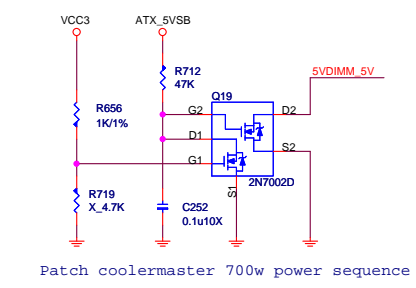 VCC3 ATX_5VSB
R712
47K
5VDIMM_5V
Q19
R656
1K/1%
G2
D2
D1
S2
G1
2N7002D
R719
X_4.7K
S1
C252
0.1u10X
Patch coolermaster 700w power sequence